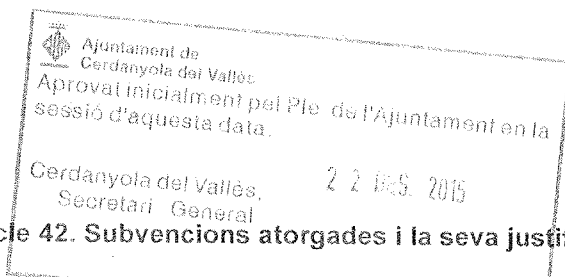 Ajuntament de
Cerdanyola del Vallès
Aprovat inicialment pel Ple de l'Ajuntament en la
sessió d'aquesta data.
Cerdanyola del Vallès, 22 DES. 2015
Secretari General
cle 42. Subvencions atorgades i la seva justif